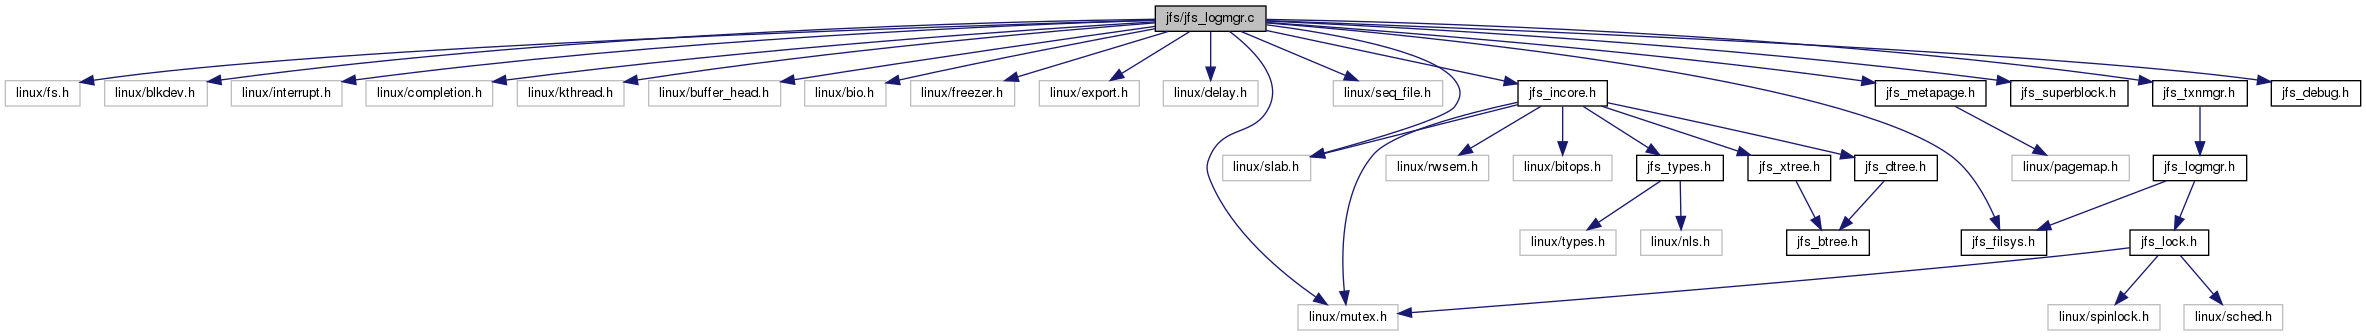 jfs/jfs_logmgr.c
linux/fs.h
linux/blkdev.h
linux/interrupt.h
linux/completion.h
linux/kthread.h
linux/buffer_head.h
linux/bio.h
linux/freezer.h
linux/export.h
linux/delay.h
linux/seq_file.h
jfs_incore.h
jfs_metapage.h
jfs_superblock.h
jfs_txnmgr.h
jfs_debug.h
linux/slab.h
linux/rwsem.h
linux/bitops.h
jfs_types.h
jfs_xtree.h
jfs_dtree.h
linux/pagemap.h
jfs_logmgr.h
linux/types.h
linux/nls.h
jfs_btree.h
jfs_filsys.h
jfs_lock.h
linux/mutex.h
linux/spinlock.h
linux/sched.h